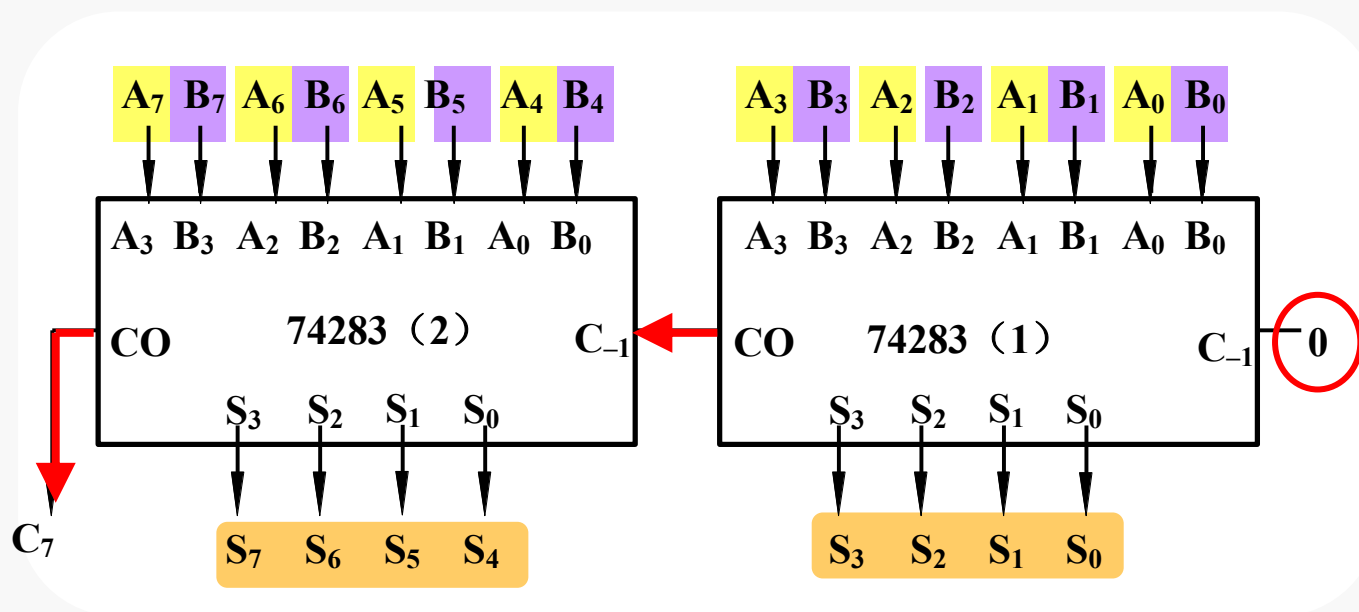 A₇ B₇ A₆ B₆ A₅ B₅ A₄ B₄ A₃ B₃ A₂ B₂ A₁ B₁ A₀ B₀
A₃ B₃ A₂ B₂ A₁ B₁ A₀ B₀ A₃ B₃ A₂ B₂ A₁ B₁ A₀ B₀
CO 74283（2） C₋₁ CO 74283（1） C₋₁ 0
S₃ S₂ S₁ S₀ S₃ S₂ S₁ S₀
C₇ S₇ S₆ S₅ S₄ S₃ S₂ S₁ S₀